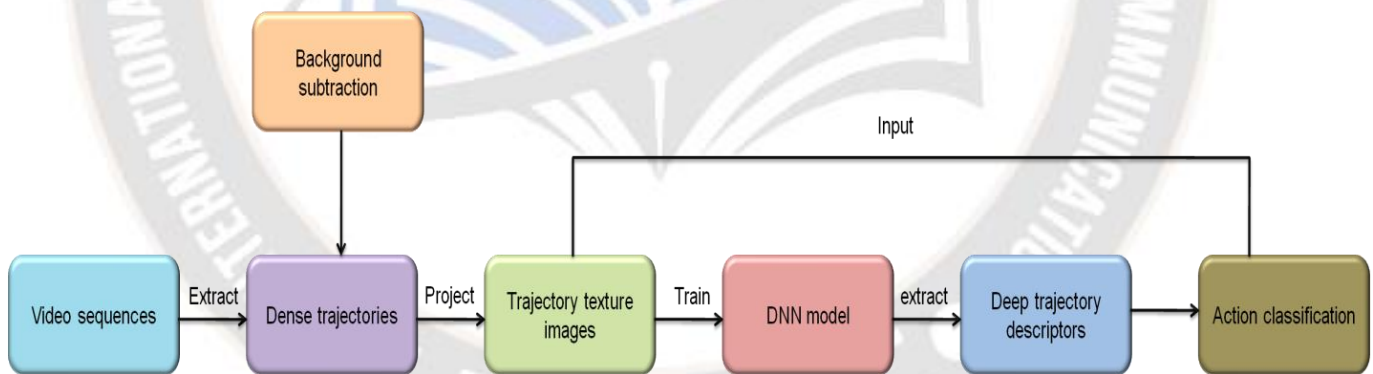 INTERNATIONAL
Background
subtraction
Input
Video sequences
Extract
Dense trajectories
Project
Trajectory texture
images
Train
DNN model
extract
Deep trajectory
descriptors
Action classification